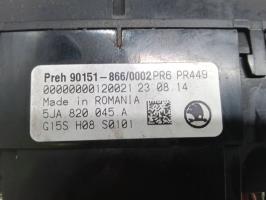 Preh 90151-866/0002 PR6 PR449
00000000120021 23 08 14
Made in ROMANIA
5JA 820 045 A
G15S H08 S0101